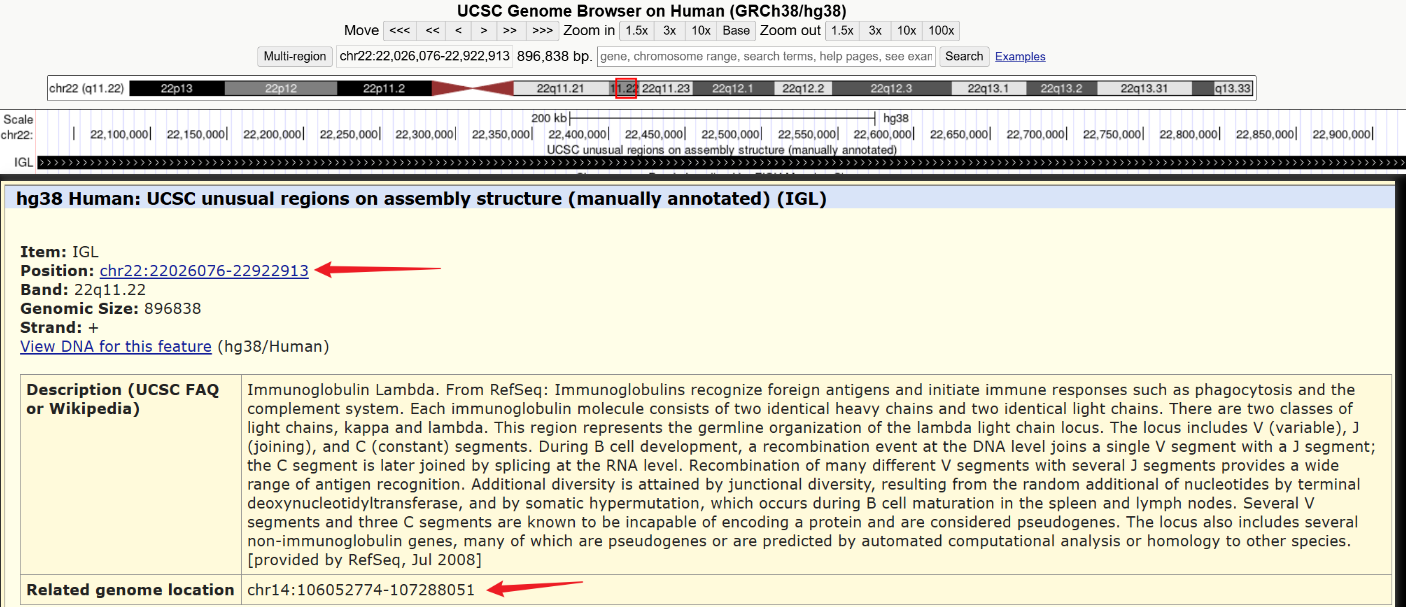 UCSC Genome Browser on Human (GRCh38/hg38)
Move <<< << < > >> >>> Zoom in 1.5x 3x 10x Base Zoom out 1.5x 3x 10x 100x
Multi-region chr22:22,026,076-22,922,913 896,838 bp. gene, chromosome range, search terms, help pages, see exan Search Examples
chr22 (q11.22) 22p13 22p12 22p11.2 22q11.21 11.22 22q11.23 22q12.1 22q12.2 22q12.3 22q13.1 22q13.2 22q13.31 q13.33
Scale 200 kb hg38
chr22: 22,100,000 22,150,000 22,200,000 22,250,000 22,300,000 22,350,000 22,400,000 22,450,000 22,500,000 22,550,000 22,600,000 22,650,000 22,700,000 22,750,000 22,800,000 22,850,000 22,900,000
UCSC unusual regions on assembly structure (manually annotated)
IGL
hg38 Human: UCSC unusual regions on assembly structure (manually annotated) (IGL)
Item: IGL
Position: chr22:22026076-22922913
Band: 22q11.22
Genomic Size: 896838
Strand: +
View DNA for this feature (hg38/Human)
Description (UCSC FAQ
or Wikipedia)
Immunoglobulin Lambda. From RefSeq: Immunoglobulins recognize foreign antigens and initiate immune responses such as phagocytosis and the
complement system. Each immunoglobulin molecule consists of two identical heavy chains and two identical light chains. There are two classes of
light chains, kappa and lambda. This region represents the germline organization of the lambda light chain locus. The locus includes V (variable), J
(joining), and C (constant) segments. During B cell development, a recombination event at the DNA level joins a single V segment with a J segment;
the C segment is later joined by splicing at the RNA level. Recombination of many different V segments with several J segments provides a wide
range of antigen recognition. Additional diversity is attained by junctional diversity, resulting from the random additional of nucleotides by terminal
deoxynucleotidyltransferase, and by somatic hypermutation, which occurs during B cell maturation in the spleen and lymph nodes. Several V
segments and three C segments are known to be incapable of encoding a protein and are considered pseudogenes. The locus also includes several
non-immunoglobulin genes, many of which are pseudogenes or are predicted by automated computational analysis or homology to other species.
[provided by RefSeq, Jul 2008]
Related genome location chr14:106052774-107288051